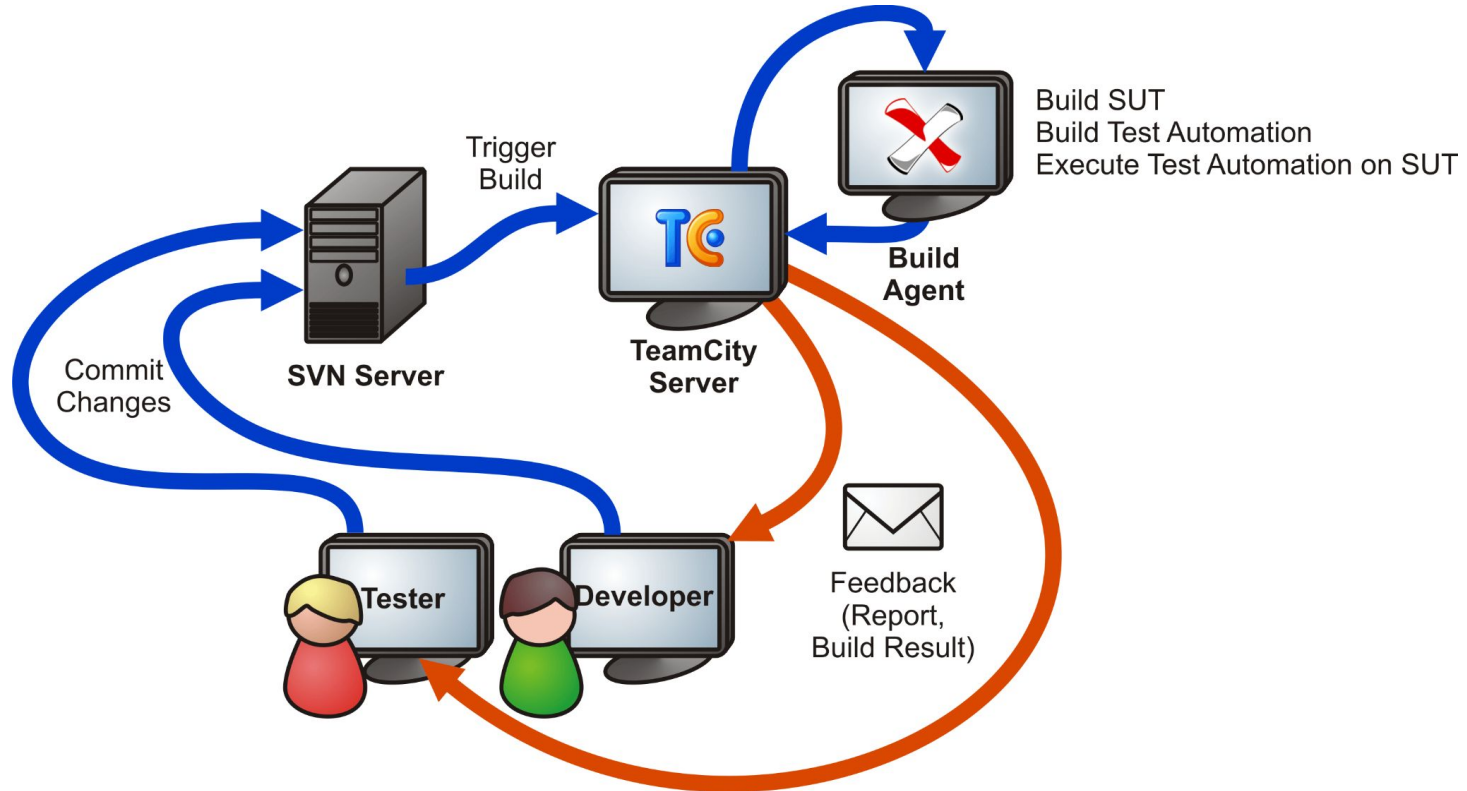 Build SUT
Build Test Automation
Execute Test Automation on SUT
Trigger
Build
TC
Build
Agent
TeamCity
Server
SVN Server
Commit
Changes
Tester
Developer
Feedback
(Report,
Build Result)